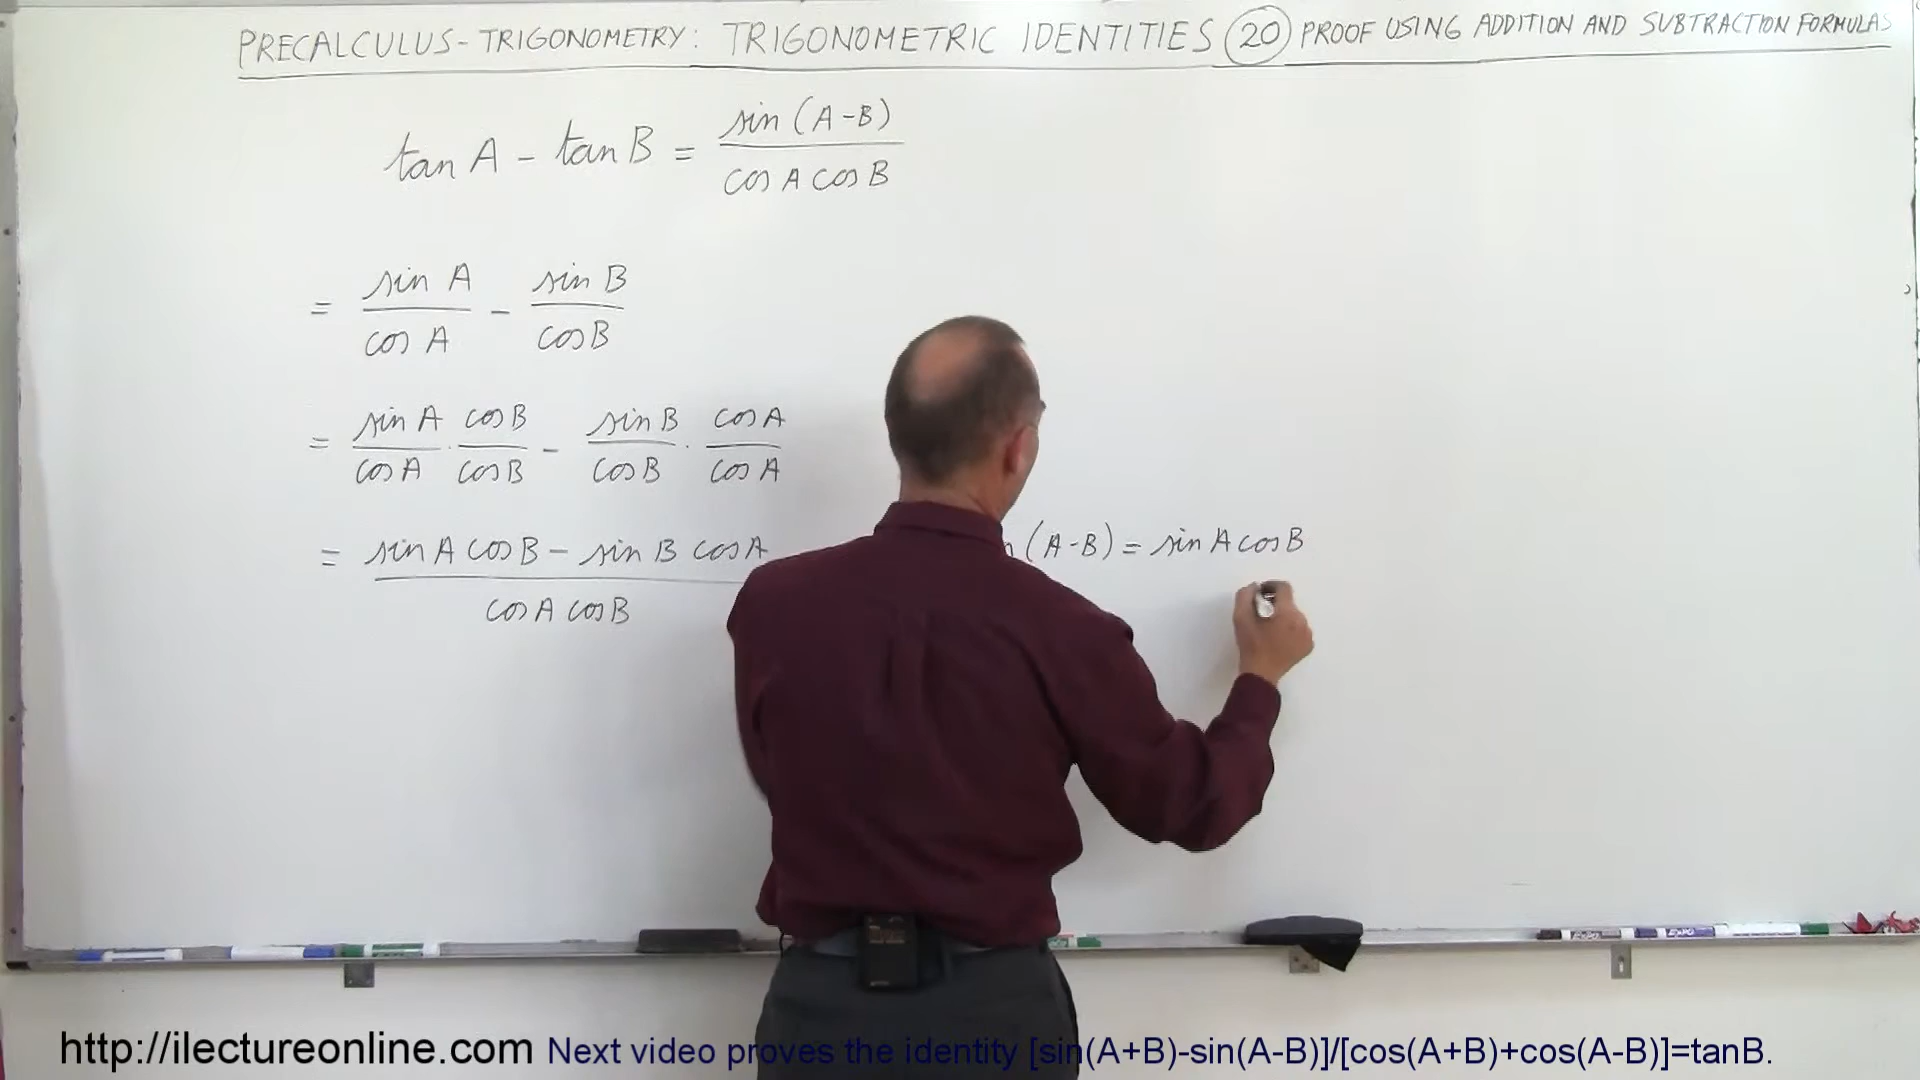 PRECALCULUS - TRIGONOMETRY: TRIGONOMETRIC IDENTITIES 20 PROOF USING ADDITION AND SUBTRACTION FORMULAS
tan A - tan B = sin (A-B) / cos A cos B
= sin A / cos A - sin B / cos B
= sin A / cos A · cos B / cos B - sin B / cos B · cos A / cos A
= sin A cos B - sin B cos A / cos A cos B
(A-B) = sin A cos B
http://ilectureonline.com Next video proves the identity [sin(A+B)-sin(A-B)]/[cos(A+B)+cos(A-B)]=tanB.